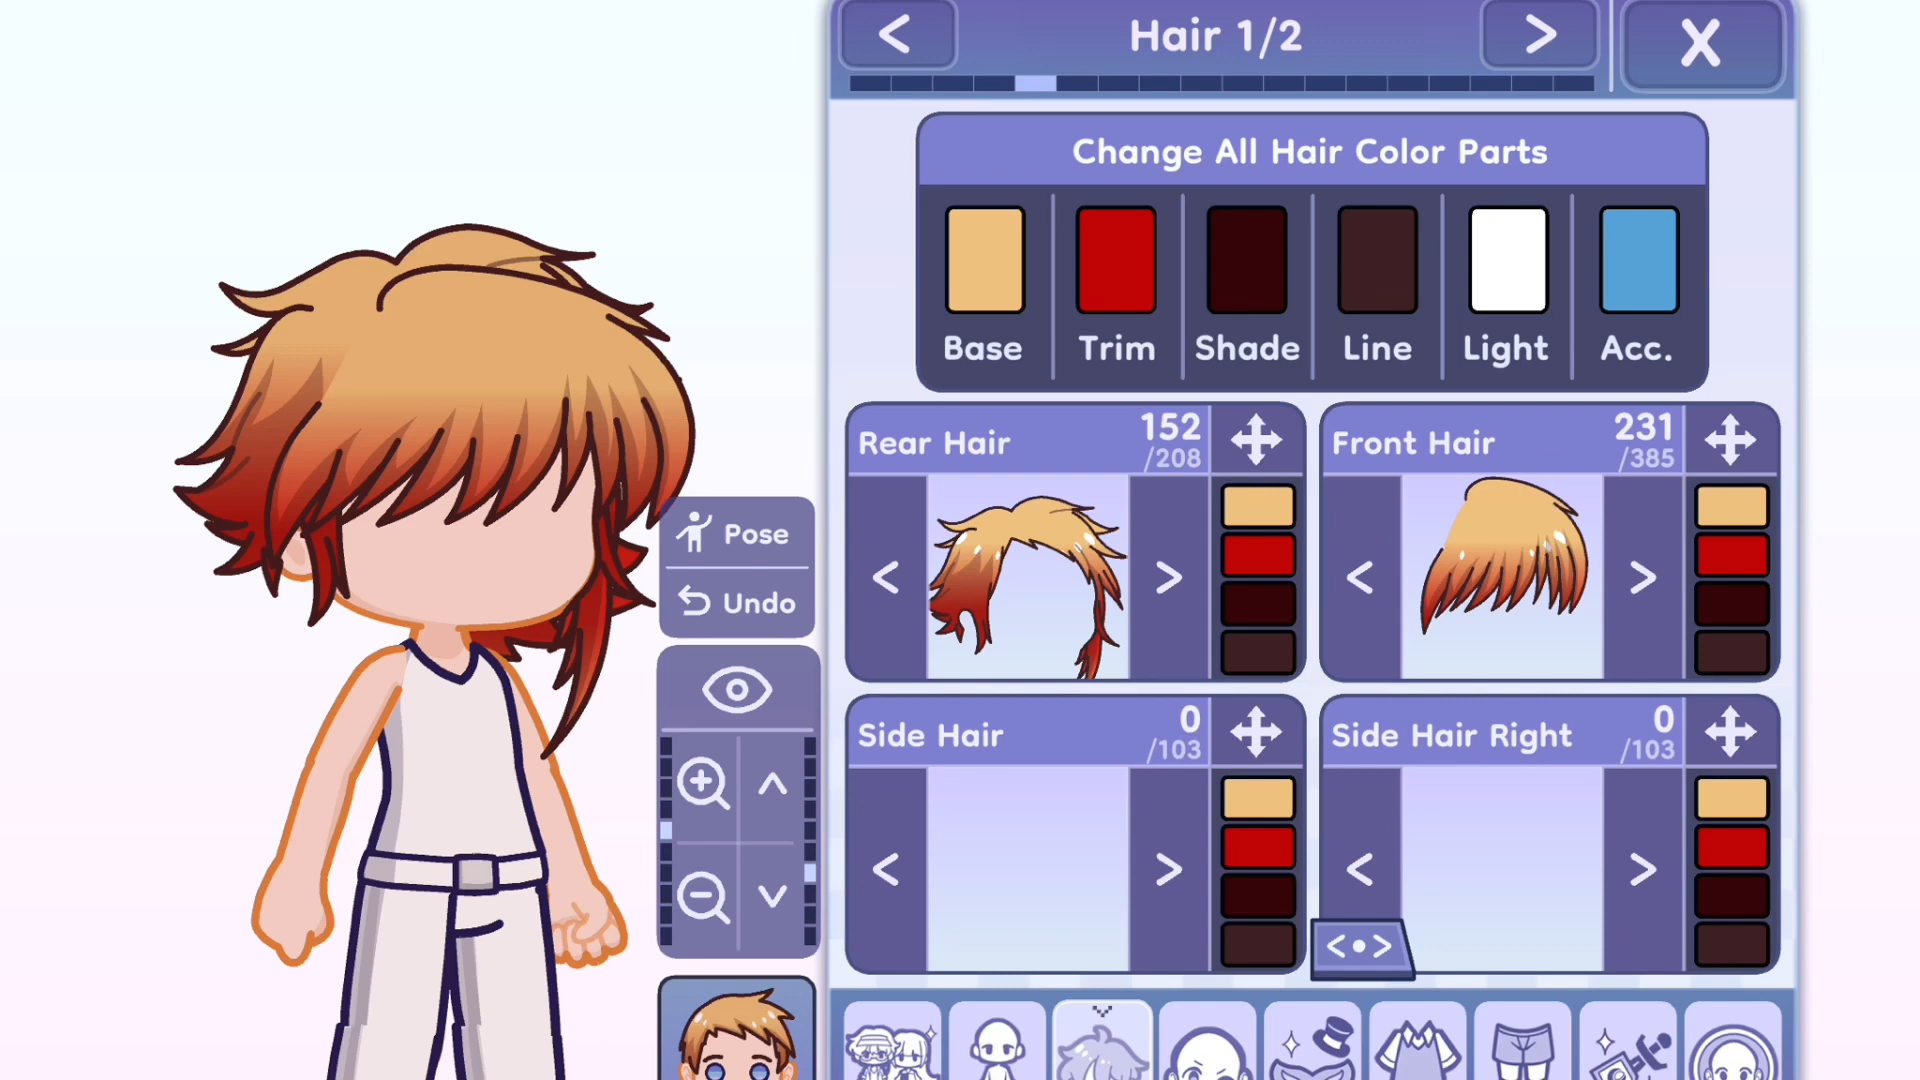 Hair 1/2
X
Change All Hair Color Parts
Base
Trim
Shade
Line
Light
Acc.
Rear Hair
152
/208
Front Hair
231
/385
Pose
Undo
Side Hair
0
/103
Side Hair Right
0
/103